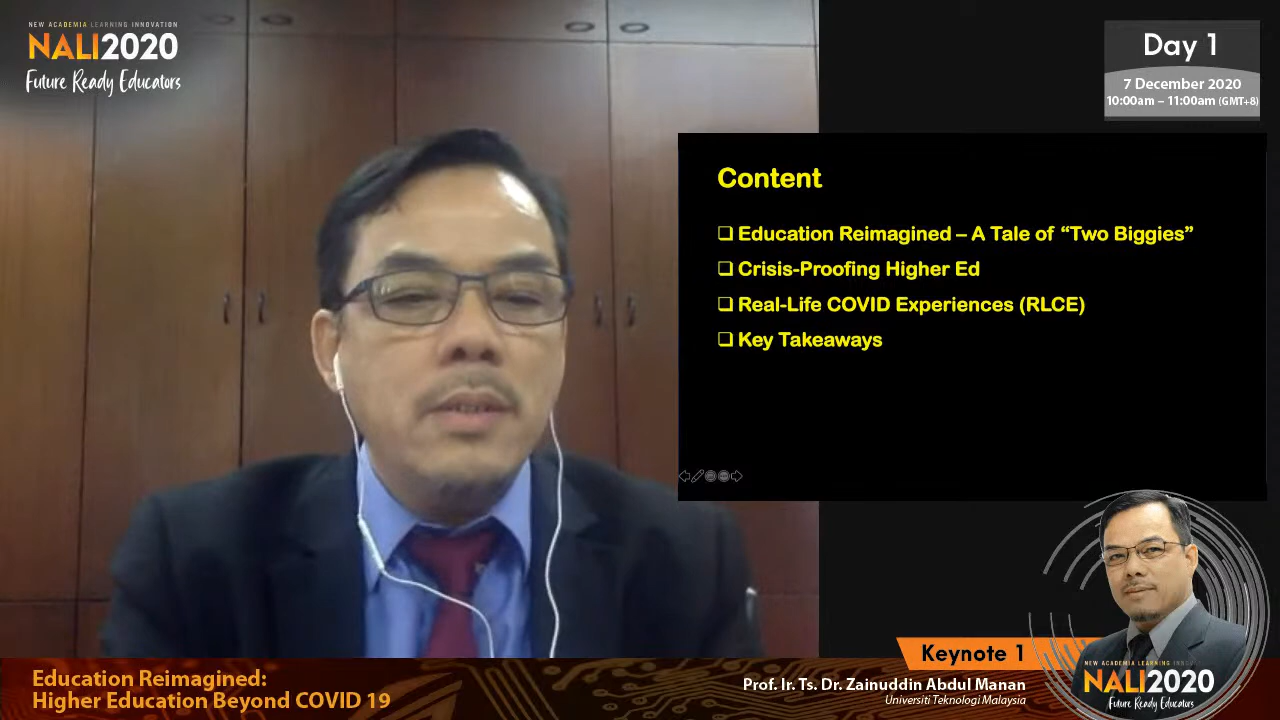 NEW ACADEMIA LEARNING INNOVATION
NALI2020
Future Ready Educators
Day 1
7 December 2020
10:00am – 11:00am (GMT+8)
Content
❑ Education Reimagined – A Tale of “Two Biggies”
❑ Crisis-Proofing Higher Ed
❑ Real-Life COVID Experiences (RLCE)
❑ Key Takeaways
Keynote 1
Education Reimagined:
Higher Education Beyond COVID 19
Prof. Ir. Ts. Dr. Zainuddin Abdul Manan
Universiti Teknologi Malaysia
NEW ACADEMIA LEARNING
NALI2020
Future Ready Educators